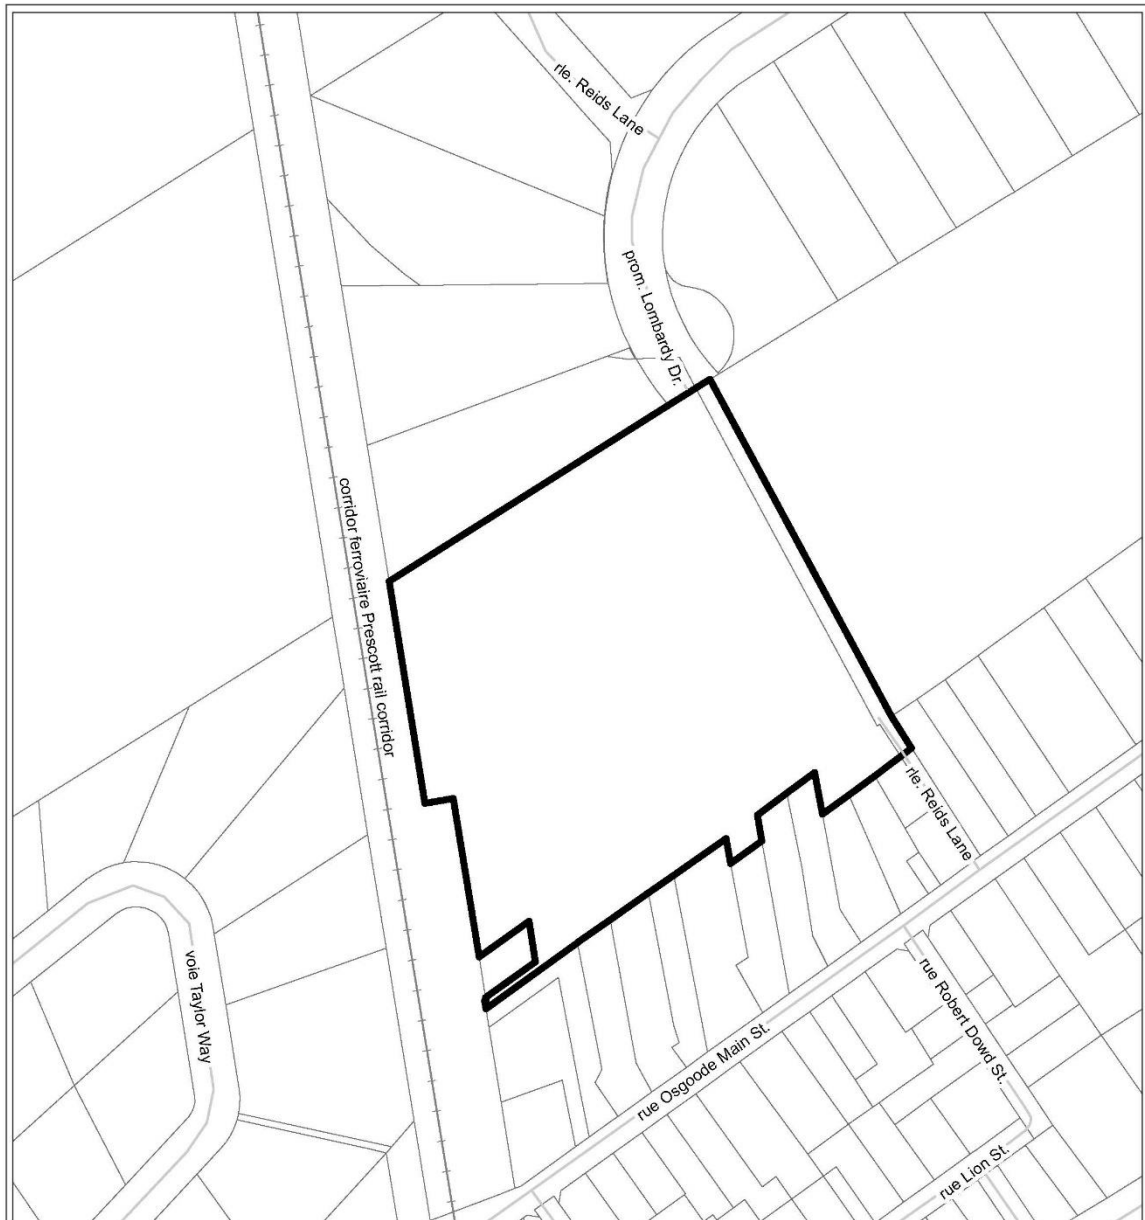 rle. Reids Lane
prom. Lombardy Dr.
corridor ferroviaire Prescott rail corridor
rle. Reids Lane
voie Taylor Way
rue Robert Dowd St.
rue Osgoode Main St.
rue Lion St.